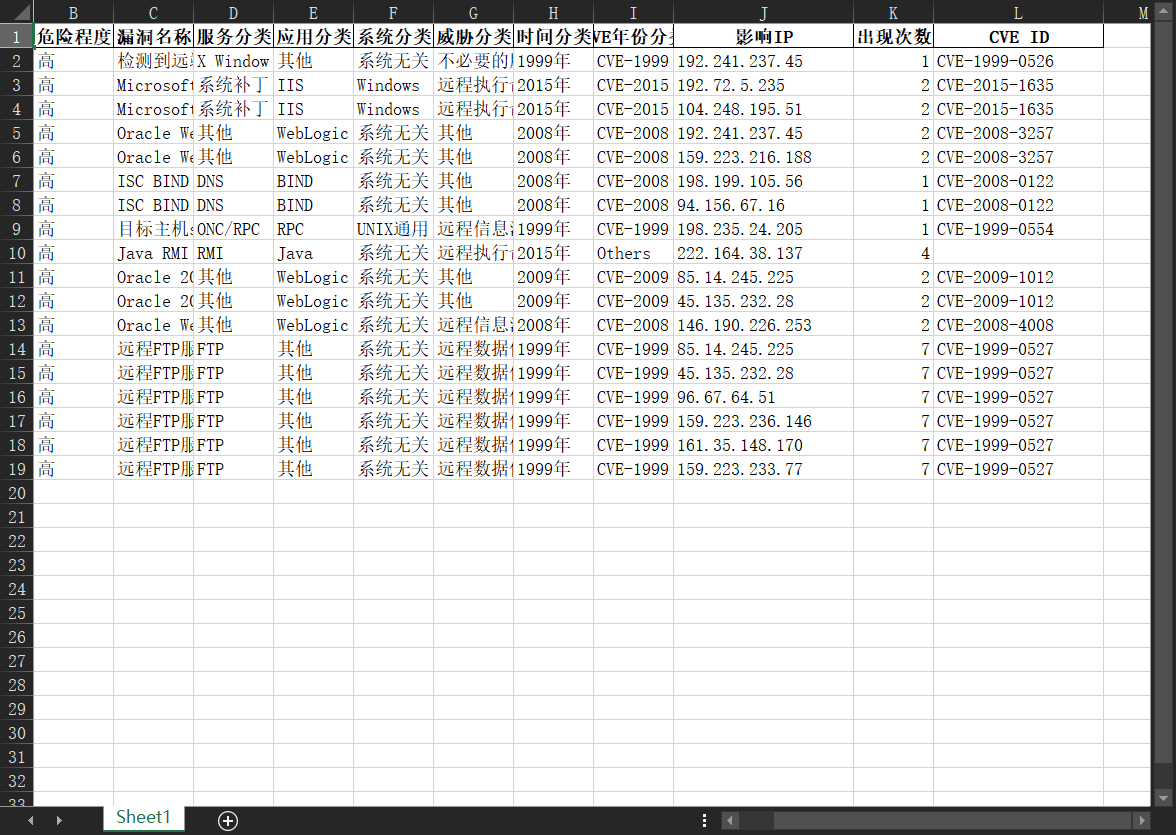 B C D E F G H I J K L M
1 危险程度 漏洞名称 服务分类 应用分类 系统分类 威胁分类 时间分类 VE年份分 影响IP 出现次数 CVE ID
2 高 检测到远 X Window 其他 系统无关 不必要的 1999年 CVE-1999 192.241.237.45 1 CVE-1999-0526
3 高 Microsoft 系统补丁 IIS Windows 远程执行 2015年 CVE-2015 192.72.5.235 2 CVE-2015-1635
4 高 Microsoft 系统补丁 IIS Windows 远程执行 2015年 CVE-2015 104.248.195.51 2 CVE-2015-1635
5 高 Oracle We 其他 WebLogic 系统无关 其他 2008年 CVE-2008 192.241.237.45 2 CVE-2008-3257
6 高 Oracle We 其他 WebLogic 系统无关 其他 2008年 CVE-2008 159.223.216.188 2 CVE-2008-3257
7 高 ISC BIND DNS BIND 系统无关 其他 2008年 CVE-2008 198.199.105.56 1 CVE-2008-0122
8 高 ISC BIND DNS BIND 系统无关 其他 2008年 CVE-2008 94.156.67.16 1 CVE-2008-0122
9 高 目标主机s ONC/RPC RPC UNIX通用 远程信息 1999年 CVE-1999 198.235.24.205 1 CVE-1999-0554
10 高 Java RMI RMI Java 系统无关 远程执行 2015年 Others 222.164.38.137 4
11 高 Oracle 20 其他 WebLogic 系统无关 其他 2009年 CVE-2009 85.14.245.225 2 CVE-2009-1012
12 高 Oracle 20 其他 WebLogic 系统无关 其他 2009年 CVE-2009 45.135.232.28 2 CVE-2009-1012
13 高 Oracle We 其他 WebLogic 系统无关 远程信息 2008年 CVE-2008 146.190.226.253 2 CVE-2008-4008
14 高 远程FTP服 FTP 其他 系统无关 远程数据 1999年 CVE-1999 85.14.245.225 7 CVE-1999-0527
15 高 远程FTP服 FTP 其他 系统无关 远程数据 1999年 CVE-1999 45.135.232.28 7 CVE-1999-0527
16 高 远程FTP服 FTP 其他 系统无关 远程数据 1999年 CVE-1999 96.67.64.51 7 CVE-1999-0527
17 高 远程FTP服 FTP 其他 系统无关 远程数据 1999年 CVE-1999 159.223.236.146 7 CVE-1999-0527
18 高 远程FTP服 FTP 其他 系统无关 远程数据 1999年 CVE-1999 161.35.148.170 7 CVE-1999-0527
19 高 远程FTP服 FTP 其他 系统无关 远程数据 1999年 CVE-1999 159.223.233.77 7 CVE-1999-0527
20
21
22
23
24
25
26
27
28
29
30
31
32
33
Sheet1